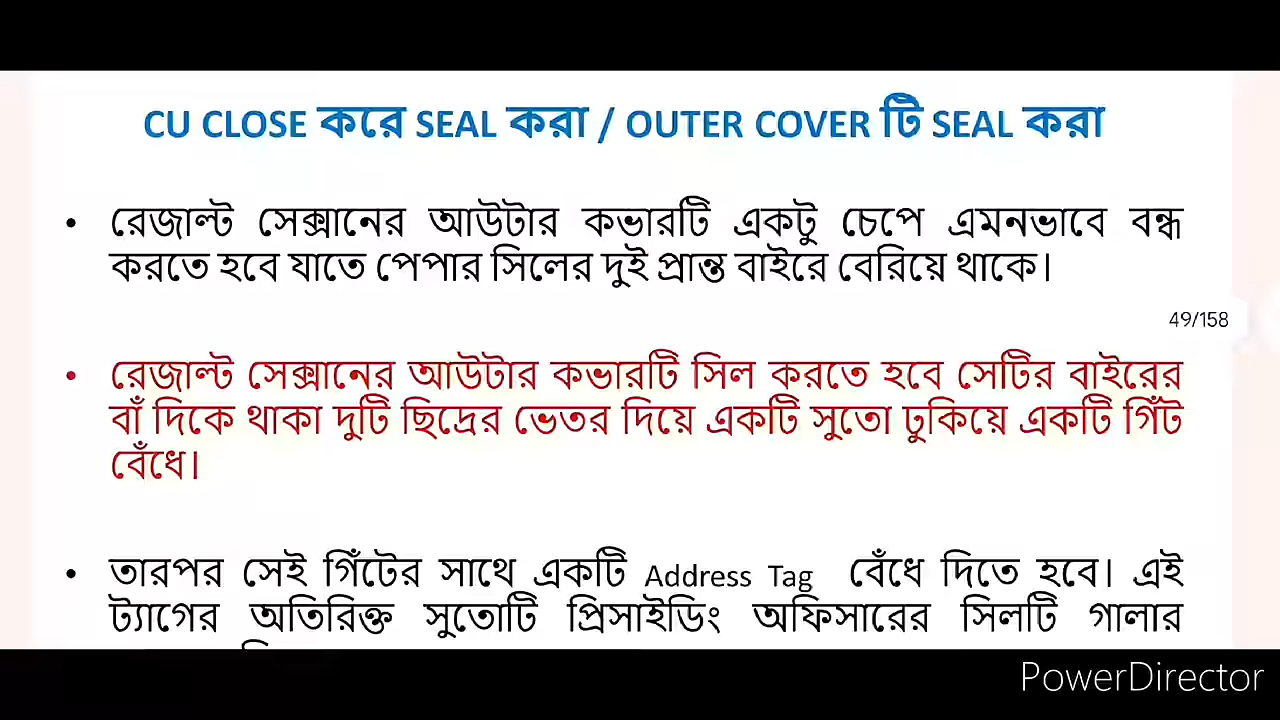 CU CLOSE করে SEAL করা / OUTER COVER টি SEAL করা
• রেজাল্ট সেক্সানের আউটার কভারটি একটু চেপে এমনভাবে বন্ধ
করতে হবে যাতে পেপার সিলের দুই প্রান্ত বাইরে বেরিয়ে থাকে।
49/158
• রেজাল্ট সেক্সানের আউটার কভারটি সিল করতে হবে সেটির বাইরের
বাঁ দিকে থাকা দুটি ছিদ্রের ভেতর দিয়ে একটি সুতো ঢুকিয়ে একটি গিঁট
বেঁধে।
• তারপর সেই গিঁটের সাথে একটি Address Tag বেঁধে দিতে হবে। এই
ট্যাগের অতিরিক্ত সুতোটি প্রিসাইডিং অফিসারের সিলটি গালার
PowerDirector